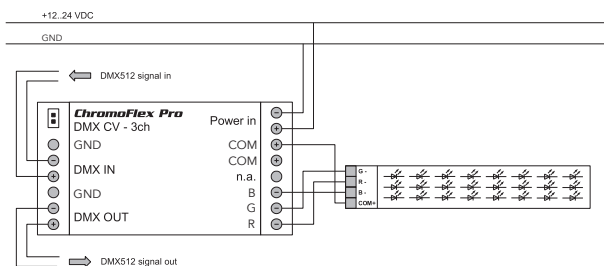 +12..24 VDC
GND
DMX512 signal in
ChromoFlex Pro
DMX CV - 3ch
Power in
GND
COM
COM
DMX IN
n.a.
GND
B
G
DMX OUT
R
G -
R -
B -
COM+
DMX512 signal out